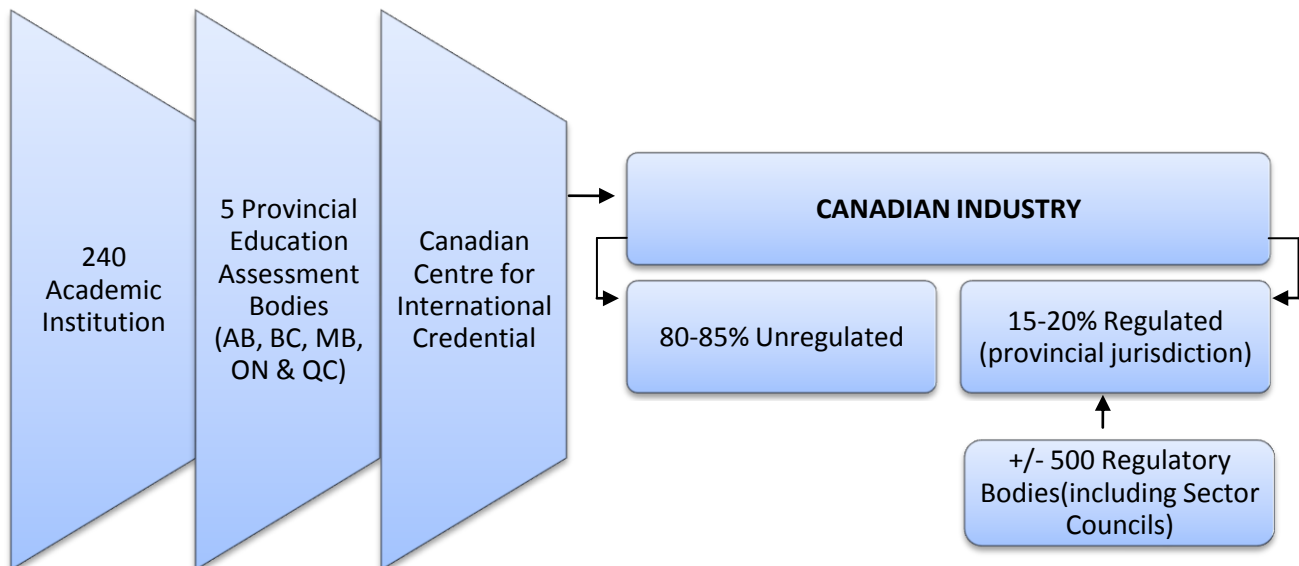 240
Academic
Institution
5 Provincial
Education
Assessment
Bodies
(AB, BC, MB,
ON & QC)
Canadian
Centre for
International
Credential
CANADIAN INDUSTRY
80-85% Unregulated
15-20% Regulated
(provincial jurisdiction)
+/- 500 Regulatory
Bodies(including Sector
Councils)